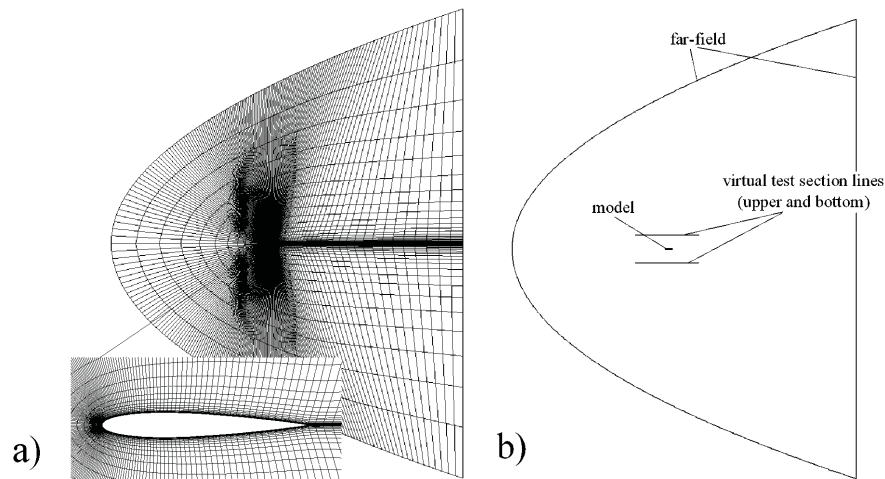 far-field
virtual test section lines
(upper and bottom)
model
a)
b)